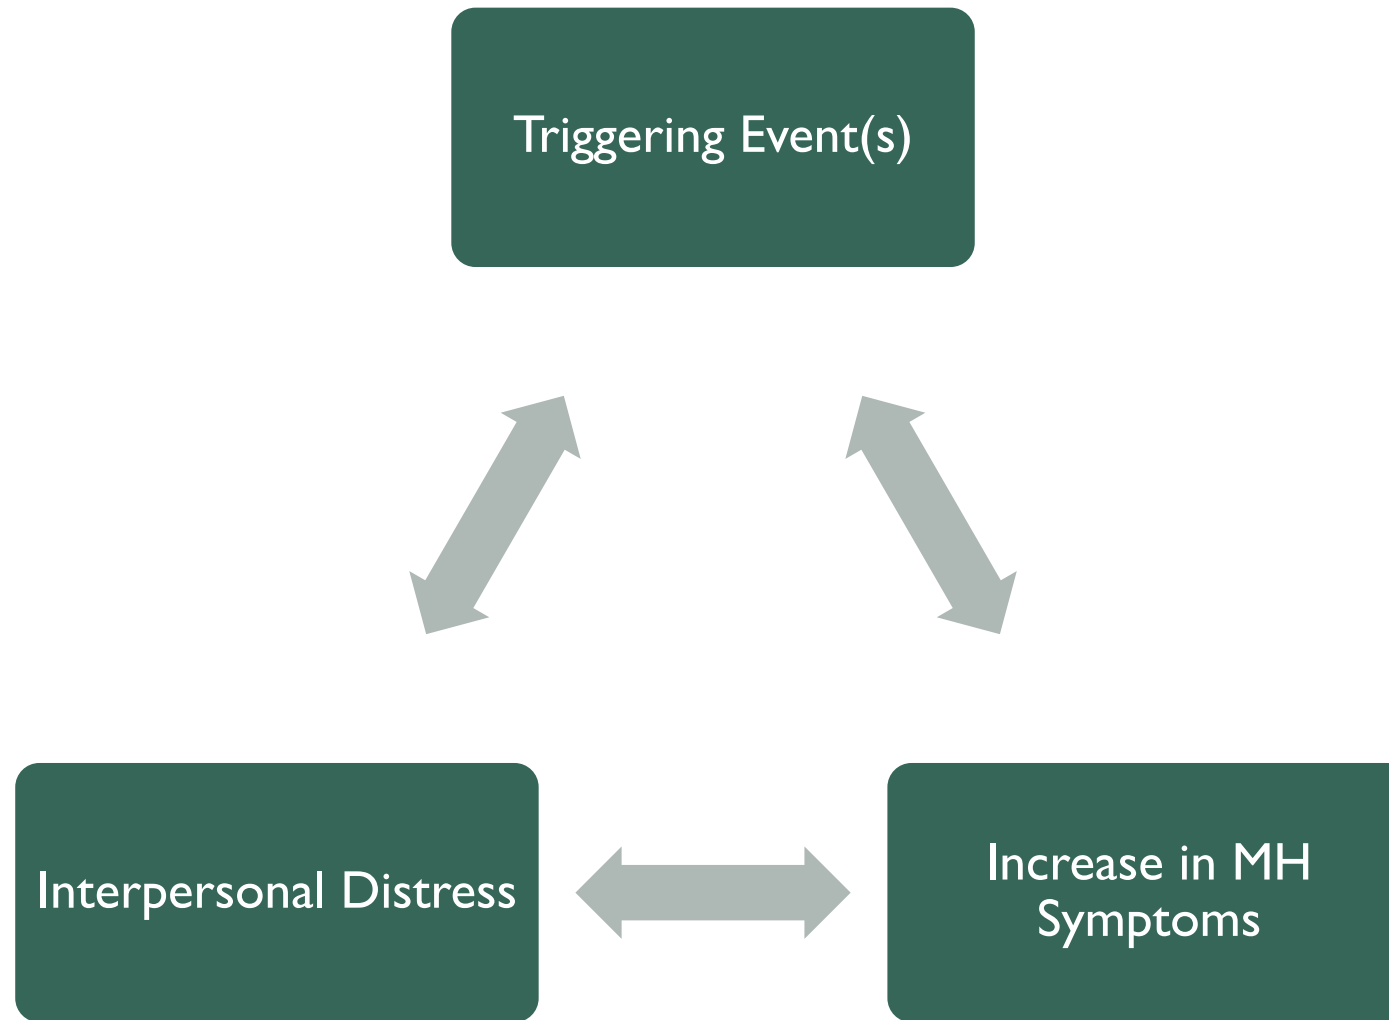 Triggering Event(s)
Interpersonal Distress
Increase in MH
Symptoms